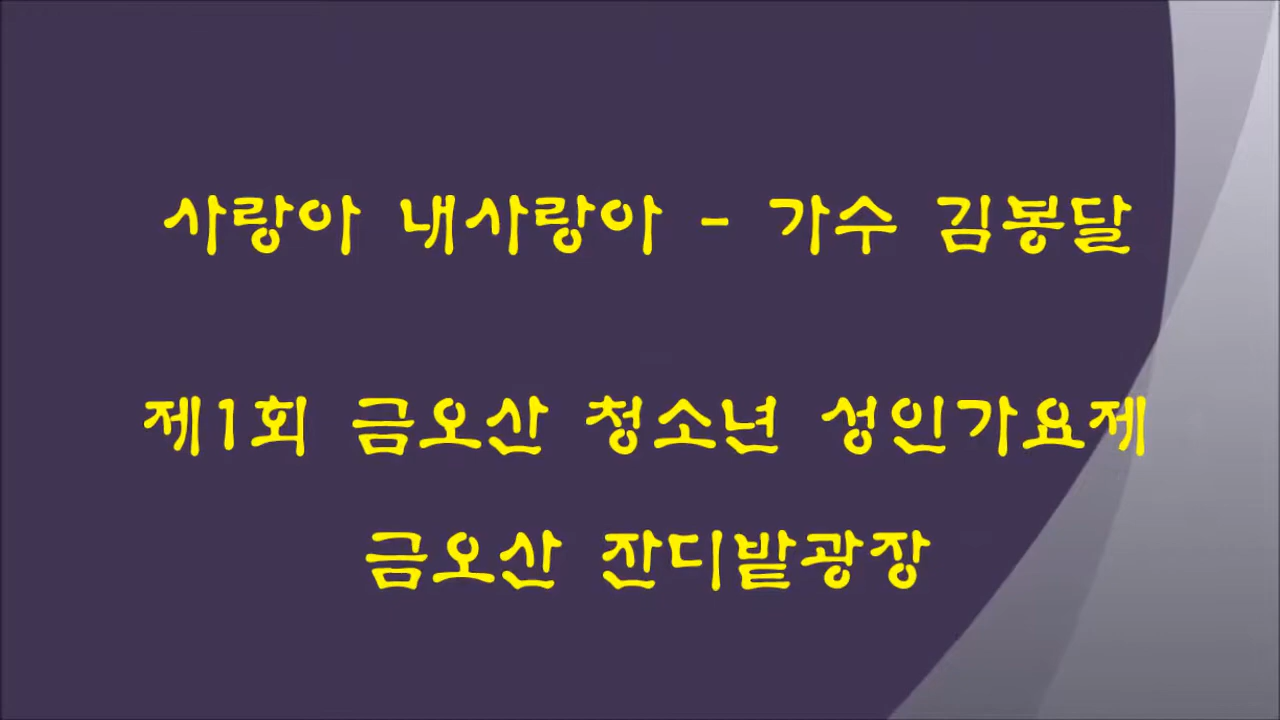 사랑아 내사랑아 - 가수 김봉달
제1회 금오산 청소년 성인가요제
금오산 잔디밭광장